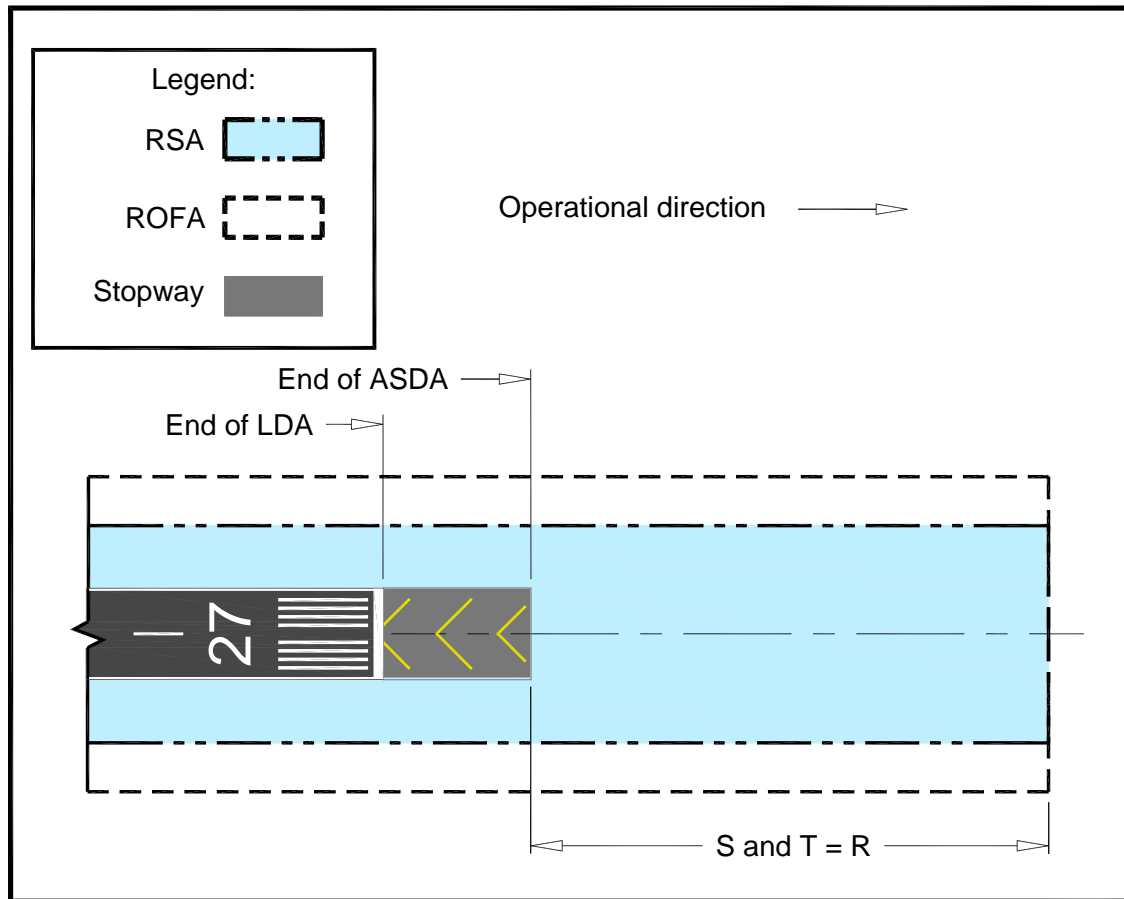 Legend:
RSA
ROFA
Stopway
Operational direction
End of ASDA
End of LDA
27
S and T = R